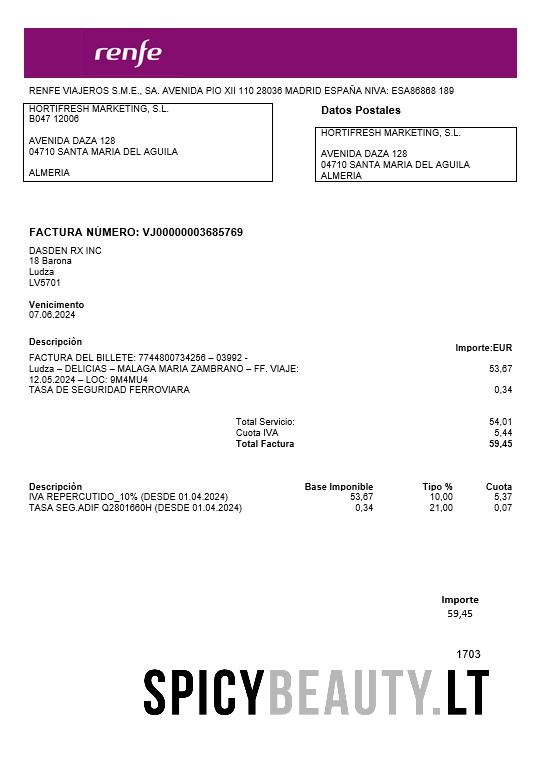 renfe
RENFE VIAJEROS S.M.E., SA. AVENIDA PIO XII 110 28036 MADRID ESPAÑA NIVA: ESA86868 189
HORTIFRESH MARKETING, S.L.
B047 12006
AVENIDA DAZA 128
04710 SANTA MARIA DEL AGUILA
ALMERIA
Datos Postales
HORTIFRESH MARKETING, S.L.
AVENIDA DAZA 128
04710 SANTA MARIA DEL AGUILA
ALMERIA
FACTURA NÚMERO: VJ00000003685769
DASDEN RX INC
18 Barona
Ludza
LV5701
Venicimento
07.06.2024
Descripciòn Importe:EUR
FACTURA DEL BILLETE: 7744800734256 – 03992 -
Ludza – DELICIAS – MALAGA MARIA ZAMBRANO – FF. VIAJE: 53,67
12.05.2024 – LOC: 9M4MU4
TASA DE SEGURIDAD FERROVIARA 0,34
Total Servicio: 54,01
Cuota IVA 5,44
Total Factura 59,45
Descripciòn Base Imponible Tipo % Cuota
IVA REPERCUTIDO_10% (DESDE 01.04.2024) 53,67 10,00 5,37
TASA SEG.ADIF Q2801660H (DESDE 01.04.2024) 0,34 21,00 0,07
Importe
59,45
1703
SPICYBEAUTY.LT